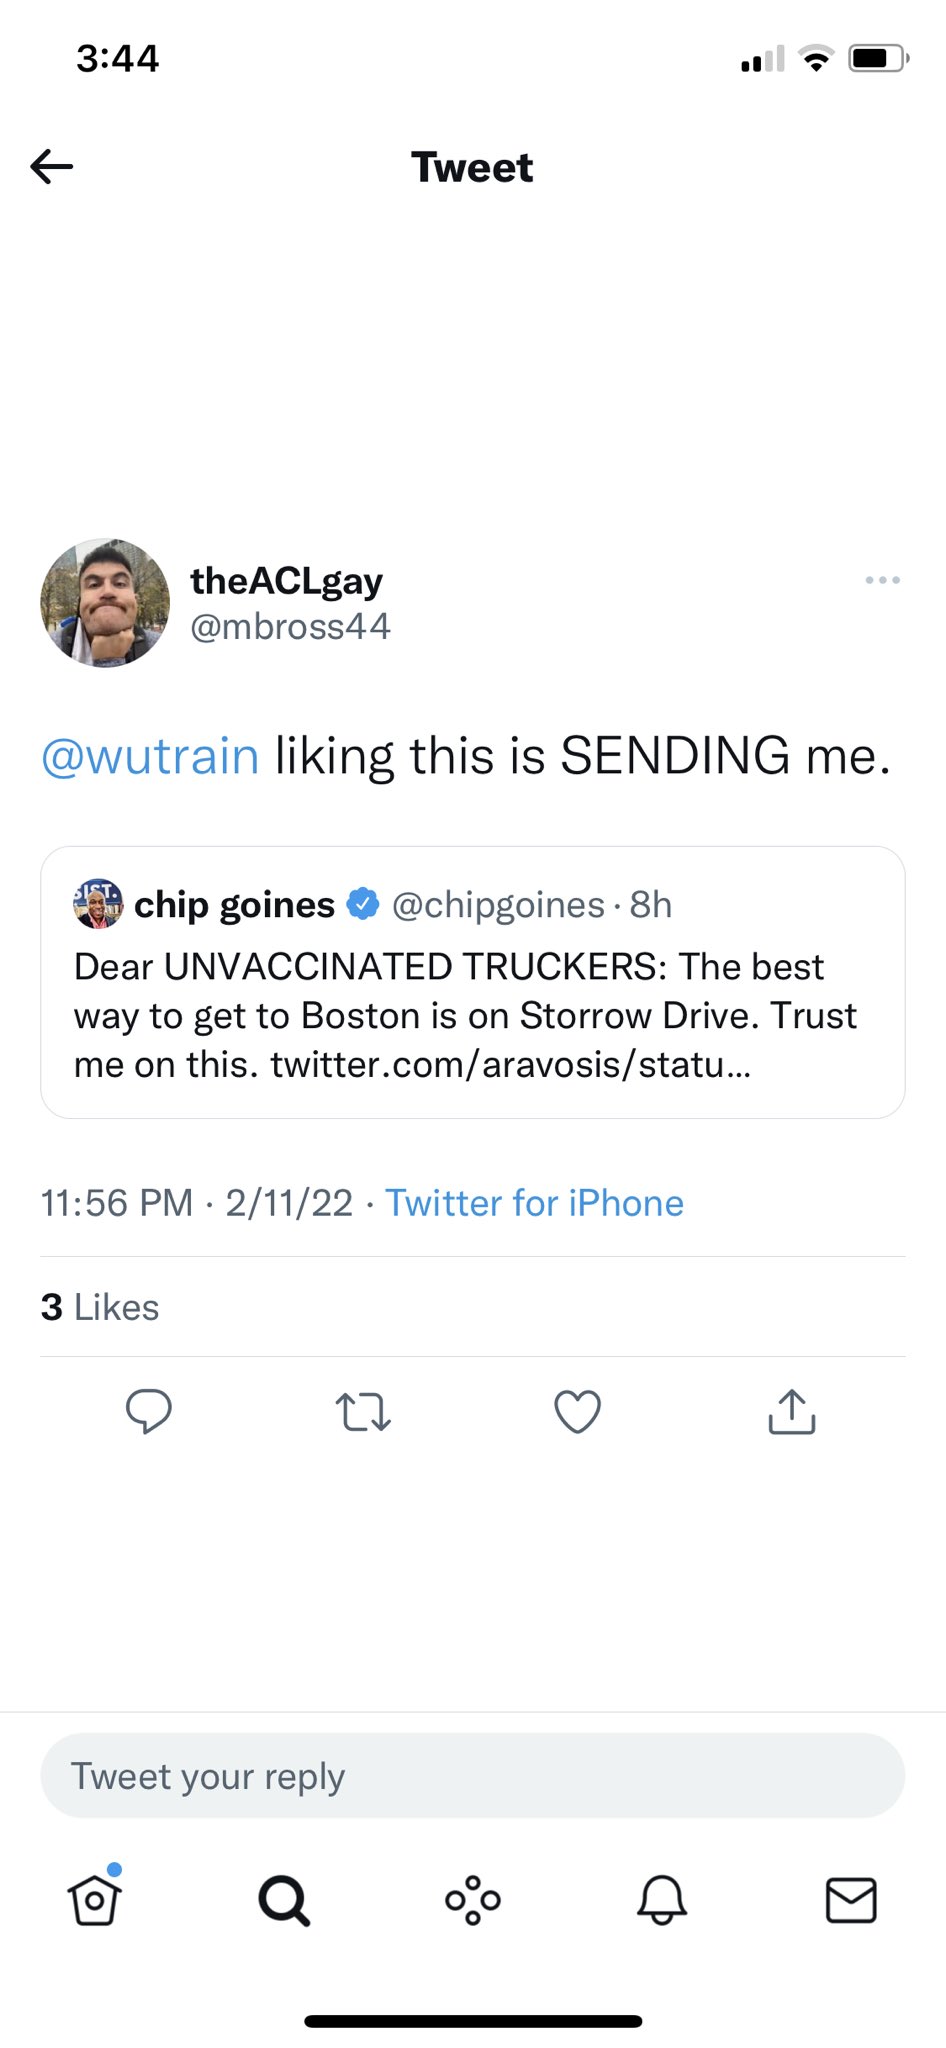 3:44
Tweet
theACLgay
@mbross44
@wutrain liking this is SENDING me.
SIST.
chip goines @chipgoines · 8h
Dear UNVACCINATED TRUCKERS: The best
way to get to Boston is on Storrow Drive. Trust
me on this. twitter.com/aravosis/statu...
11:56 PM · 2/11/22 · Twitter for iPhone
3 Likes
Tweet your reply